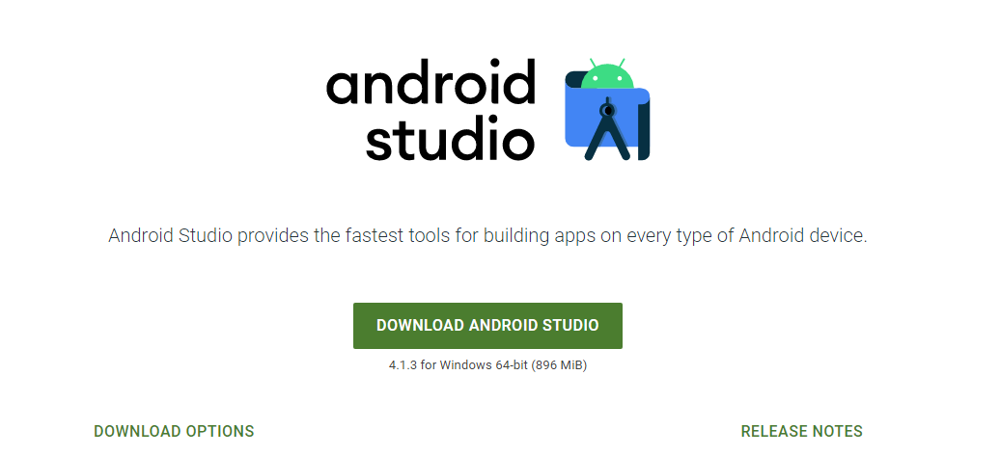 android
studio
Android Studio provides the fastest tools for building apps on every type of Android device.
DOWNLOAD ANDROID STUDIO
4.1.3 for Windows 64-bit (896 MiB)
DOWNLOAD OPTIONS
RELEASE NOTES